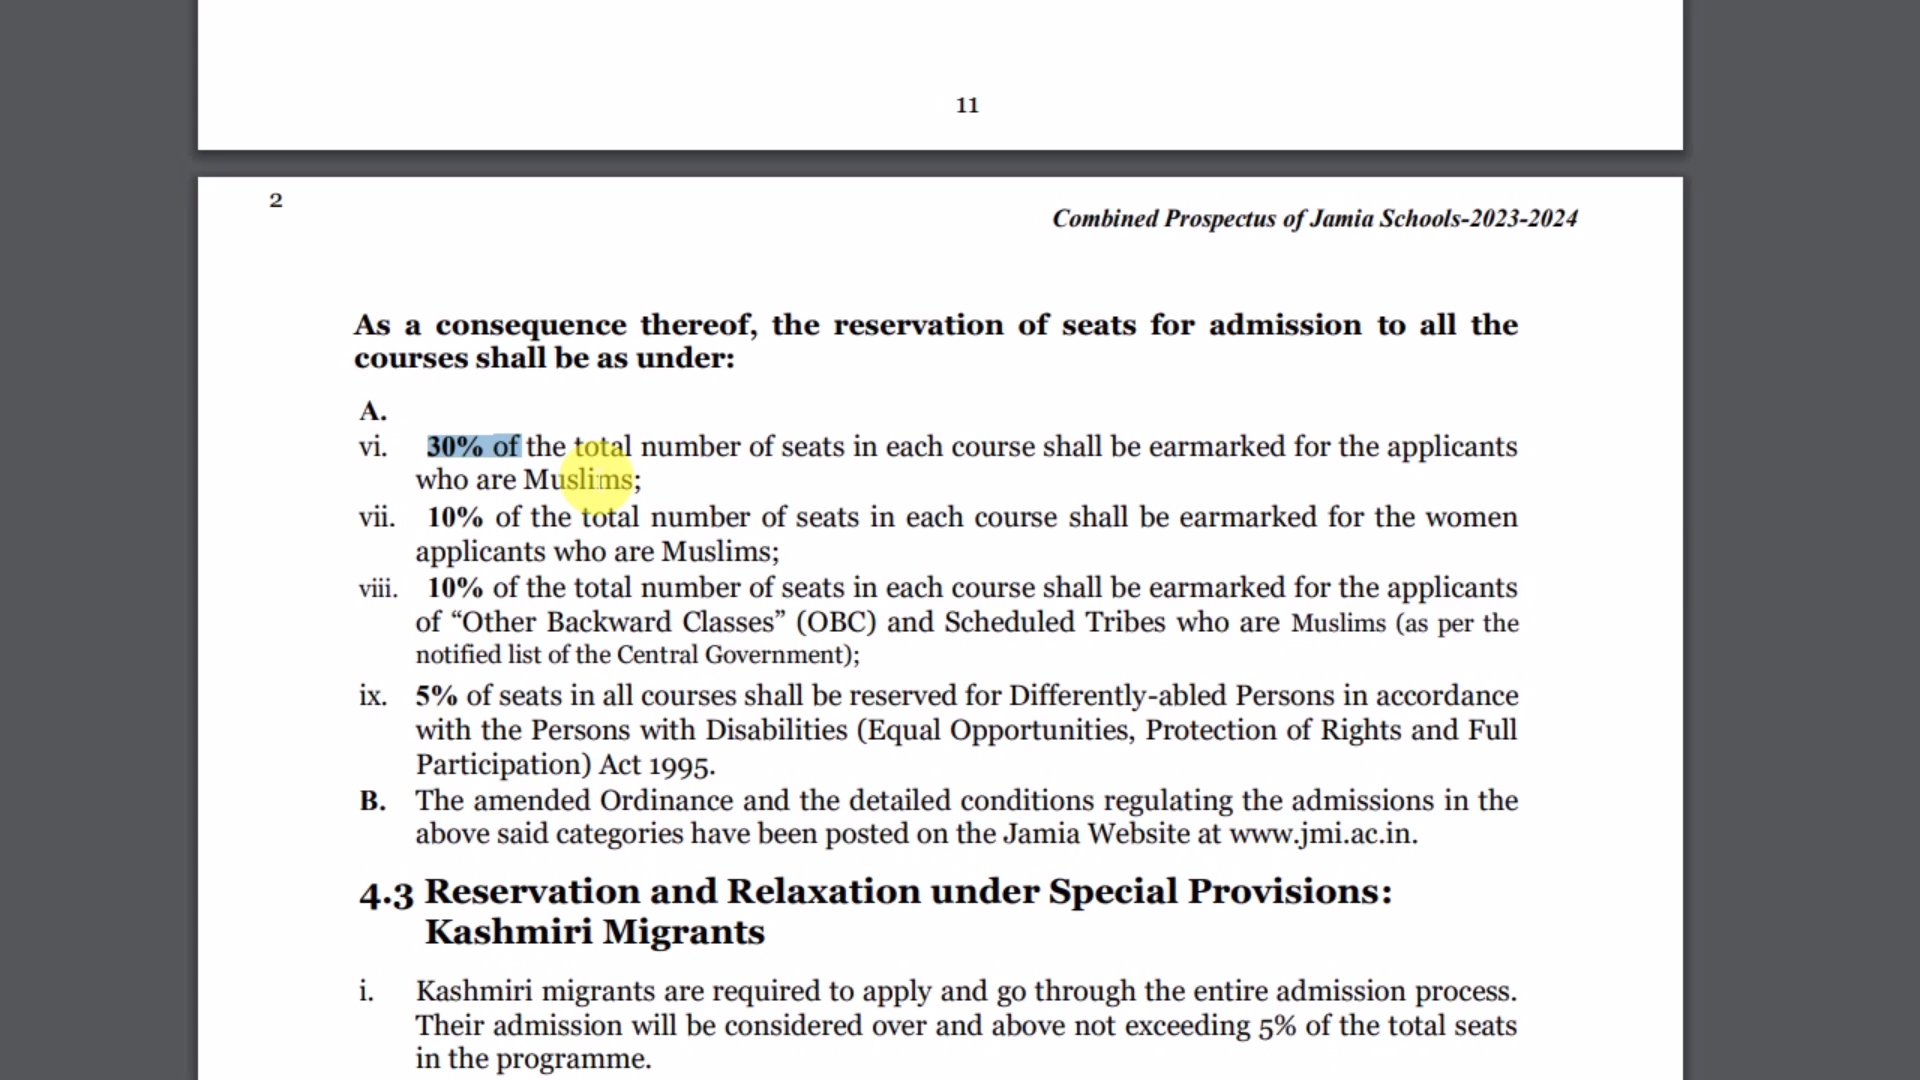 11
2
Combined Prospectus of Jamia Schools-2023-2024
As a consequence thereof, the reservation of seats for admission to all the
courses shall be as under:
A.
vi. 30% of the total number of seats in each course shall be earmarked for the applicants
who are Muslims;
vii. 10% of the total number of seats in each course shall be earmarked for the women
applicants who are Muslims;
viii. 10% of the total number of seats in each course shall be earmarked for the applicants
of “Other Backward Classes” (OBC) and Scheduled Tribes who are Muslims (as per the
notified list of the Central Government);
ix. 5% of seats in all courses shall be reserved for Differently-abled Persons in accordance
with the Persons with Disabilities (Equal Opportunities, Protection of Rights and Full
Participation) Act 1995.
B. The amended Ordinance and the detailed conditions regulating the admissions in the
above said categories have been posted on the Jamia Website at www.jmi.ac.in.
4.3 Reservation and Relaxation under Special Provisions:
Kashmiri Migrants
i. Kashmiri migrants are required to apply and go through the entire admission process.
Their admission will be considered over and above not exceeding 5% of the total seats
in the programme.